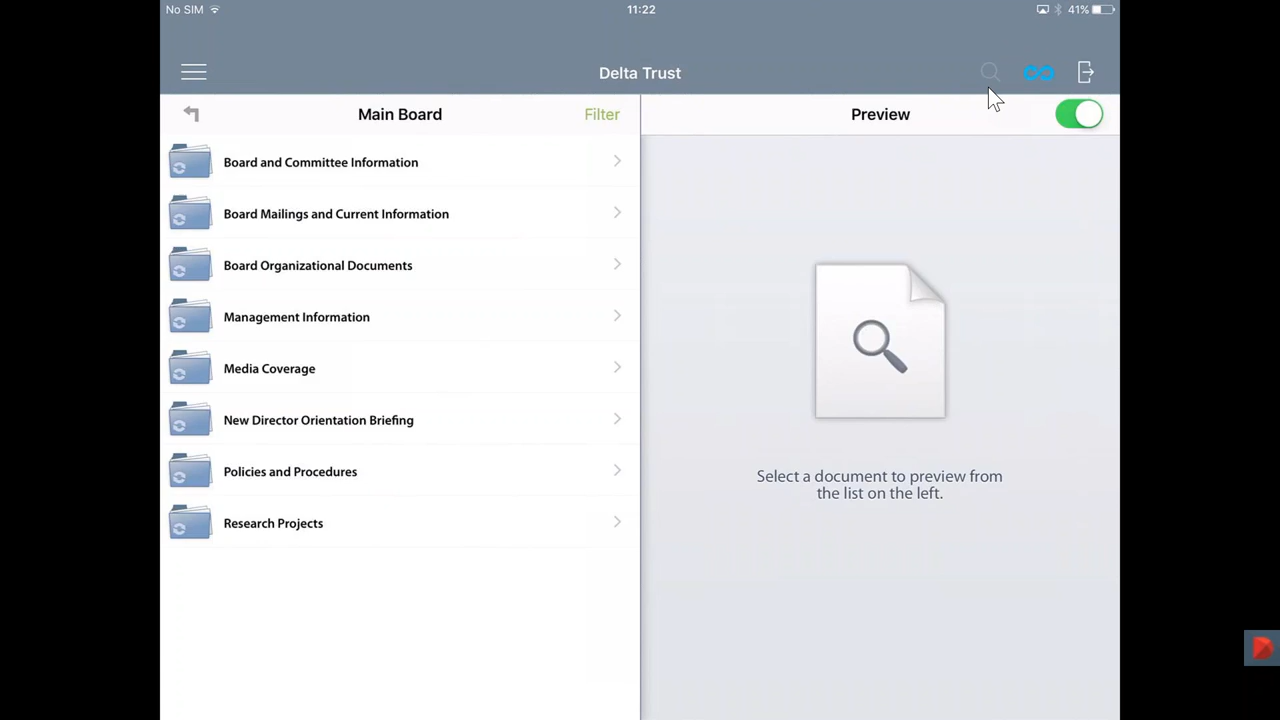 No SIM
11:22
41%
Delta Trust
Main Board
Filter
Preview
Board and Committee Information
Board Mailings and Current Information
Board Organizational Documents
Management Information
Media Coverage
New Director Orientation Briefing
Policies and Procedures
Research Projects
Select a document to preview from
the list on the left.